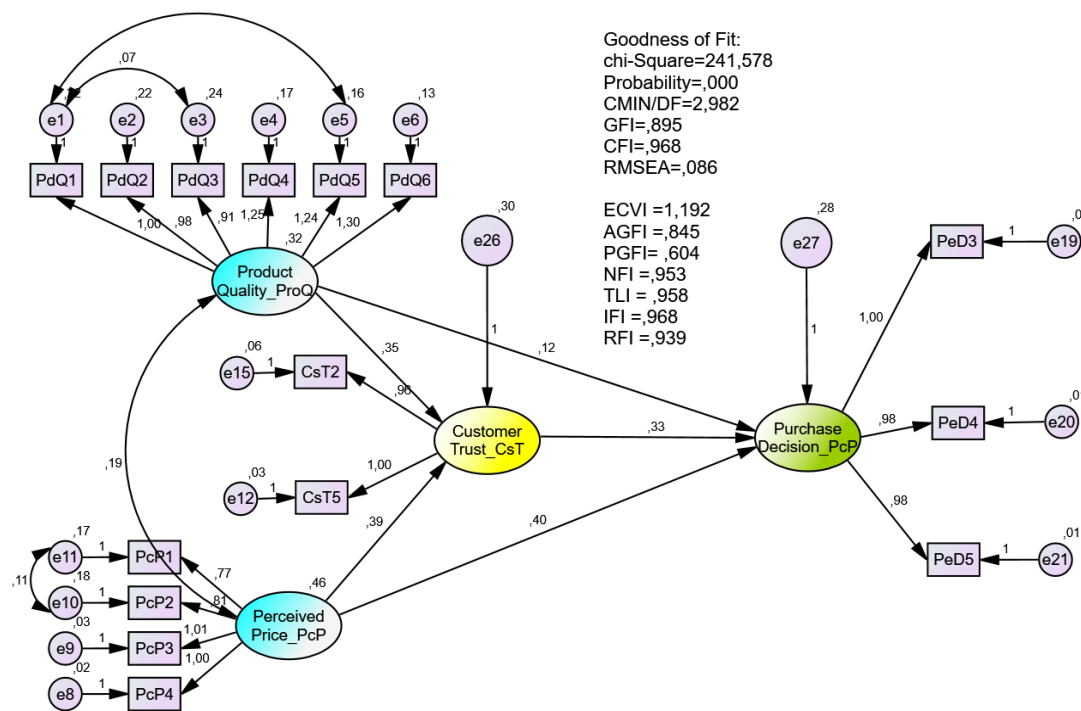 Goodness of Fit:
chi-Square=241,578
Probability=,000
CMIN/DF=2,982
GFI=,895
CFI=,968
RMSEA=,086
ECVI =1,192
AGFI =,845
PGFI= ,604
NFI =,953
TLI = ,958
IFI =,968
RFI =,939
,07
,22 ,24 ,17 ,16 ,13
e1 e2 e3 e4 e5 e6
1 1 1 1 1 1
PdQ1 PdQ2 PdQ3 PdQ4 PdQ5 PdQ6
1,00 ,98 ,91 1,25 1,24 1,30
,32
Product
Quality_ProQ
,30
e26
1
,28
e27
1
PeD3 1 e19
1,00
,35
,12
,06
e15 1 CsT2
,96
Customer
Trust_CsT
,33
Purchase
Decision_PcP
,98
PeD4 1 e20
,19
1,00
,03
e12 1 CsT5
,39
,40
,98
,01
PeD5 1 e21
,17
e11 1 PcP1
,77
,11
,18
e10 1 PcP2
,81
,46
Perceived
Price_PcP
,03
e9 1 PcP3
1,01
,02
e8 1 PcP4
1,00